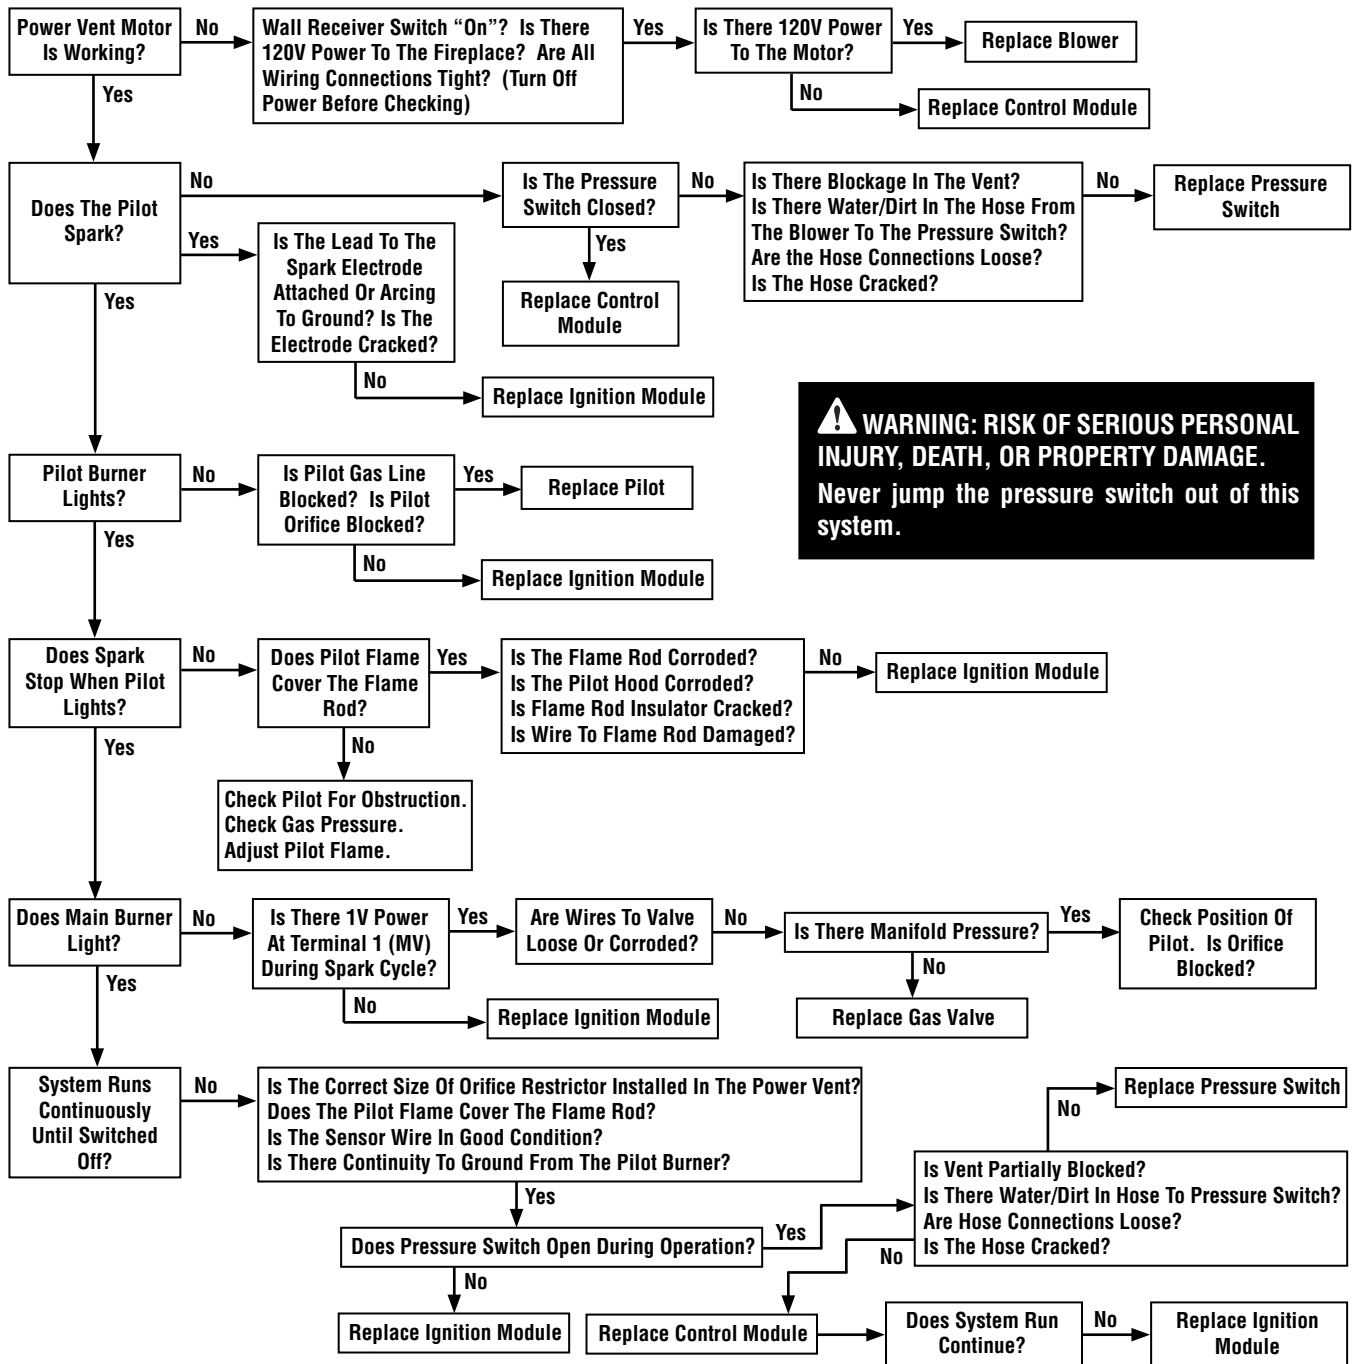 Power Vent Motor
Is Working?
No
Wall Receiver Switch “On”? Is There
120V Power To The Fireplace? Are All
Wiring Connections Tight? (Turn Off
Power Before Checking)
Yes
Is There 120V Power
To The Motor?
Yes
Replace Blower
No
Replace Control Module
Yes
Does The Pilot
Spark?
No
Is The Pressure
Switch Closed?
No
Is There Blockage In The Vent?
Is There Water/Dirt In The Hose From
The Blower To The Pressure Switch?
Are the Hose Connections Loose?
Is The Hose Cracked?
No
Replace Pressure
Switch
Yes
Replace Control
Module
Yes
Is The Lead To The
Spark Electrode
Attached Or Arcing
To Ground? Is The
Electrode Cracked?
No
Replace Ignition Module
Yes
WARNING: RISK OF SERIOUS PERSONAL
INJURY, DEATH, OR PROPERTY DAMAGE.
Never jump the pressure switch out of this
system.
Pilot Burner
Lights?
No
Is Pilot Gas Line
Blocked? Is Pilot
Orifice Blocked?
Yes
Replace Pilot
No
Replace Ignition Module
Yes
Does Spark
Stop When Pilot
Lights?
No
Does Pilot Flame
Cover The Flame
Rod?
Yes
Is The Flame Rod Corroded?
Is The Pilot Hood Corroded?
Is Flame Rod Insulator Cracked?
Is Wire To Flame Rod Damaged?
No
Replace Ignition Module
No
Check Pilot For Obstruction.
Check Gas Pressure.
Adjust Pilot Flame.
Yes
Does Main Burner
Light?
No
Is There 1V Power
At Terminal 1 (MV)
During Spark Cycle?
Yes
Are Wires To Valve
Loose Or Corroded?
No
Is There Manifold Pressure?
Yes
Check Position Of
Pilot. Is Orifice
Blocked?
No
Replace Gas Valve
No
Replace Ignition Module
Yes
System Runs
Continuously
Until Switched
Off?
No
Is The Correct Size Of Orifice Restrictor Installed In The Power Vent?
Does The Pilot Flame Cover The Flame Rod?
Is The Sensor Wire In Good Condition?
Is There Continuity To Ground From The Pilot Burner?
Yes
Does Pressure Switch Open During Operation?
Yes
Is Vent Partially Blocked?
Is There Water/Dirt In Hose To Pressure Switch?
Are Hose Connections Loose?
Is The Hose Cracked?
No
Replace Pressure Switch
No
Replace Ignition Module
No
Replace Control Module
Does System Run
Continue?
No
Replace Ignition
Module